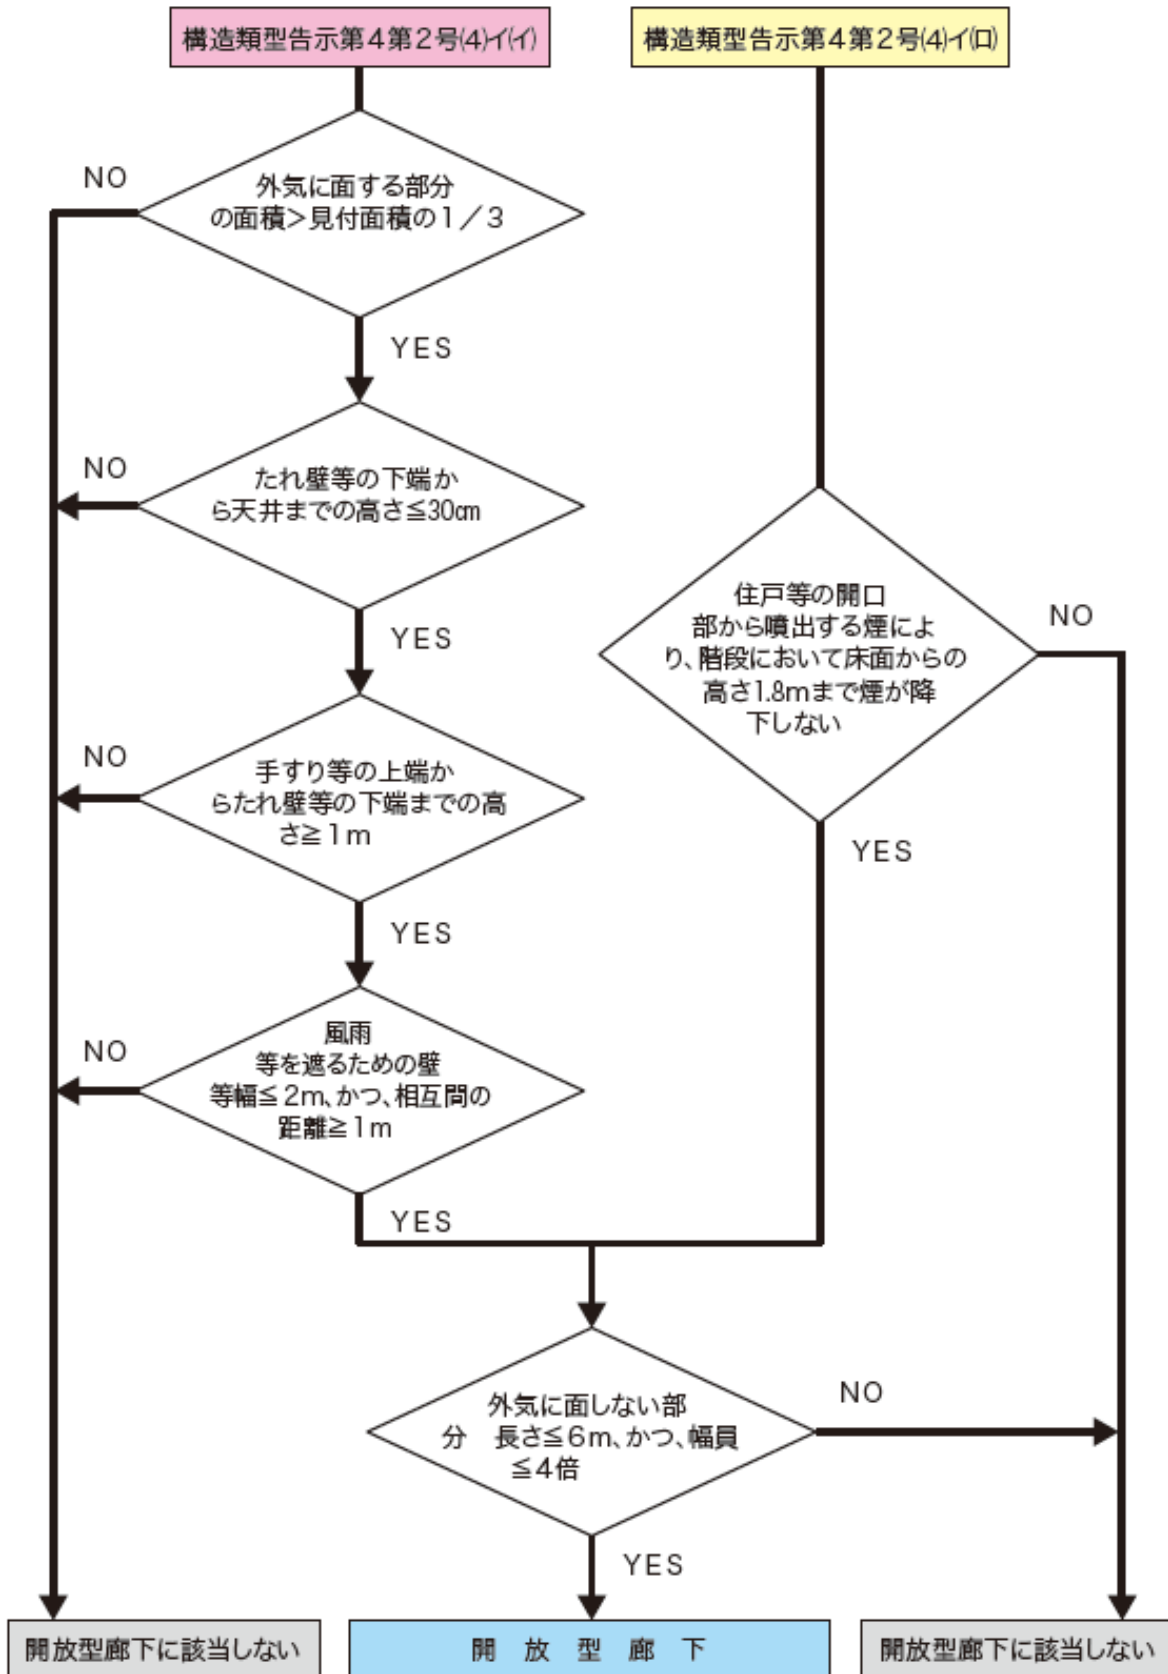 構造類型告示第4第2号(4)イ(イ)
構造類型告示第4第2号(4)イ(ロ)
NO
外気に面する部分
の面積>見付面積の1/3
YES
NO
たれ壁等の下端か
ら天井までの高さ≦30㎝
YES
NO
手すり等の上端か
らたれ壁等の下端までの高
さ≧1m
YES
NO
風雨
等を遮るための壁
等幅≦2m、かつ、相互間の
距離≧1m
YES
住戸等の開口
部から噴出する煙によ
り、階段において床面からの
高さ1.8mまで煙が降
下しない
NO
YES
外気に面しない部
分 長さ≦6m、かつ、幅員
≦4倍
NO
YES
開放型廊下に該当しない
開 放 型 廊 下
開放型廊下に該当しない